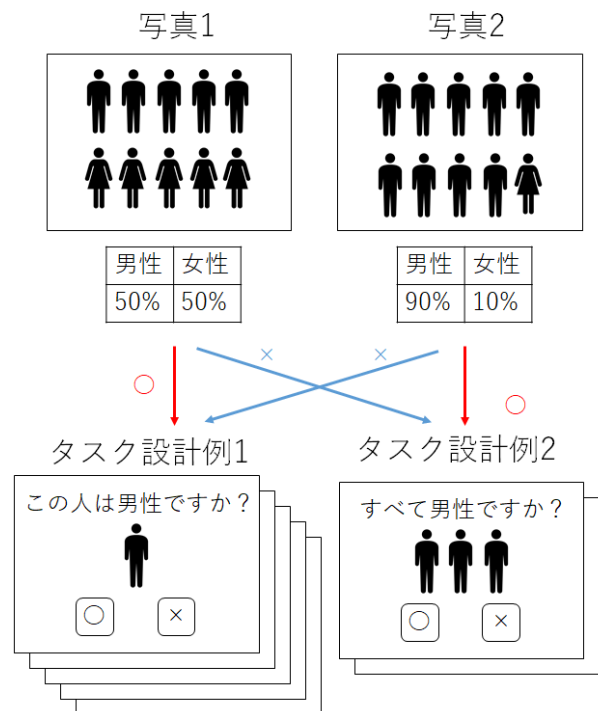 写真1
写真2
男性 女性
50% 50%
男性 女性
90% 10%
× ×
○
○
タスク設計例1
タスク設計例2
この人は男性ですか？
○ ×
すべて男性ですか？
○ ×